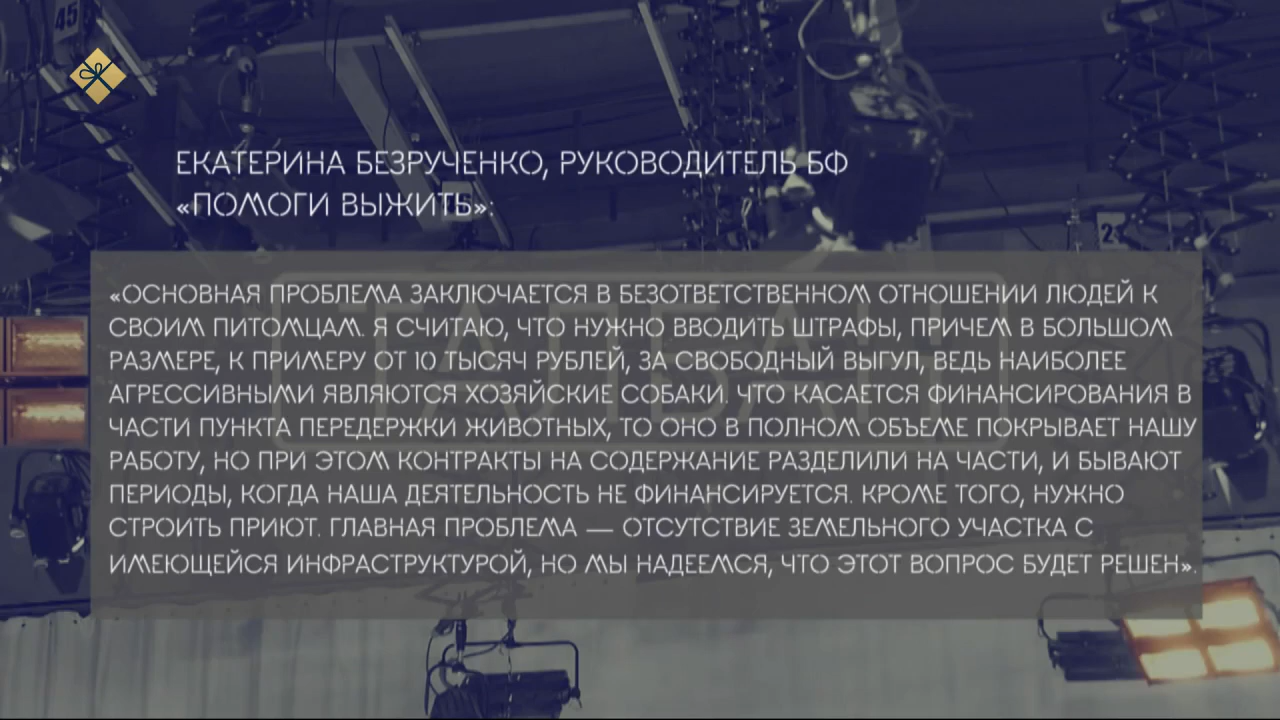 45
ЕКАТЕРИНА БЕЗРУЧЕНКО, РУКОВОДИТЕЛЬ БФ
«ПОМОГИ ВЫЖИТЬ»:
2
«ОСНОВНАЯ ПРОБЛЕМА ЗАКЛЮЧАЕТСЯ В БЕЗОТВЕТСТВЕННОМ ОТНОШЕНИИ ЛЮДЕЙ К
СВОИМ ПИТОМЦАМ. Я СЧИТАЮ, ЧТО НУЖНО ВВОДИТЬ ШТРАФЫ, ПРИЧЕМ В БОЛЬШОМ
РАЗМЕРЕ, К ПРИМЕРУ ОТ 10 ТЫСЯЧ РУБЛЕЙ, ЗА СВОБОДНЫЙ ВЫГУЛ, ВЕДЬ НАИБОЛЕЕ
АГРЕССИВНЫМИ ЯВЛЯЮТСЯ ХОЗЯЙСКИЕ СОБАКИ. ЧТО КАСАЕТСЯ ФИНАНСИРОВАНИЯ В
ЧАСТИ ПУНКТА ПЕРЕДЕРЖКИ ЖИВОТНЫХ, ТО ОНО В ПОЛНОМ ОБЪЕМЕ ПОКРЫВАЕТ НАШУ
РАБОТУ, НО ПРИ ЭТОМ КОНТРАКТЫ НА СОДЕРЖАНИЕ РАЗДЕЛИЛИ НА ЧАСТИ, И БЫВАЮТ
ПЕРИОДЫ, КОГДА НАША ДЕЯТЕЛЬНОСТЬ НЕ ФИНАНСИРУЕТСЯ. КРОМЕ ТОГО, НУЖНО
СТРОИТЬ ПРИЮТ. ГЛАВНАЯ ПРОБЛЕМА — ОТСУТСТВИЕ ЗЕМЕЛЬНОГО УЧАСТКА С
ИМЕЮЩЕЙСЯ ИНФРАСТРУКТУРОЙ, НО МЫ НАДЕЕМСЯ, ЧТО ЭТОТ ВОПРОС БУДЕТ РЕШЕН».